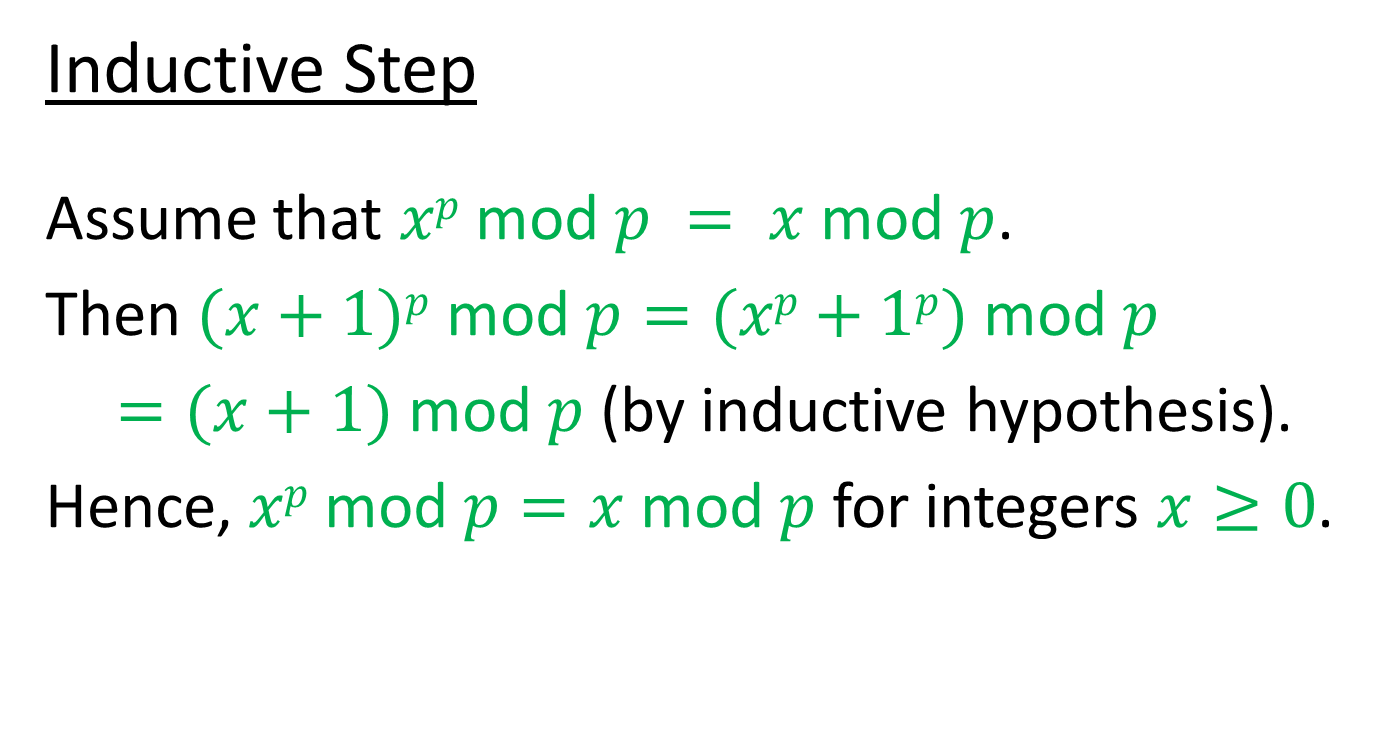 Inductive Step
Assume that xᵖ mod p = x mod p.
Then (x + 1)ᵖ mod p = (xᵖ + 1ᵖ) mod p
= (x + 1) mod p (by inductive hypothesis).
Hence, xᵖ mod p = x mod p for integers x ≥ 0.